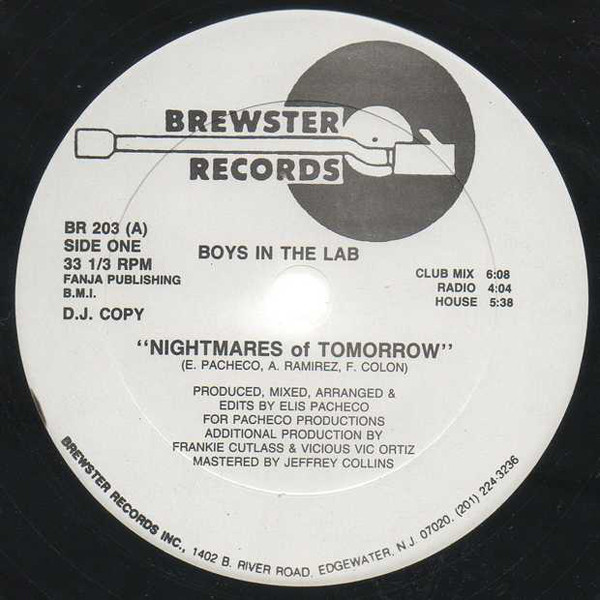 BREWSTER
RECORDS
BR 203 (A)
SIDE ONE
33 1/3 RPM
FANJA PUBLISHING
B.M.I.
D.J. COPY
BOYS IN THE LAB
CLUB MIX 6:08
RADIO 4:04
HOUSE 5:38
"NIGHTMARES of TOMORROW"
(E. PACHECO, A. RAMIREZ, F. COLON)
PRODUCED, MIXED, ARRANGED &
EDITS BY ELIS PACHECO
FOR PACHECO PRODUCTIONS
ADDITIONAL PRODUCTION BY
FRANKIE CUTLASS & VICIOUS VIC ORTIZ
MASTERED BY JEFFREY COLLINS
BREWSTER RECORDS INC., 1402 B. RIVER ROAD, EDGEWATER, N.J. 07020. (201) 224-3236